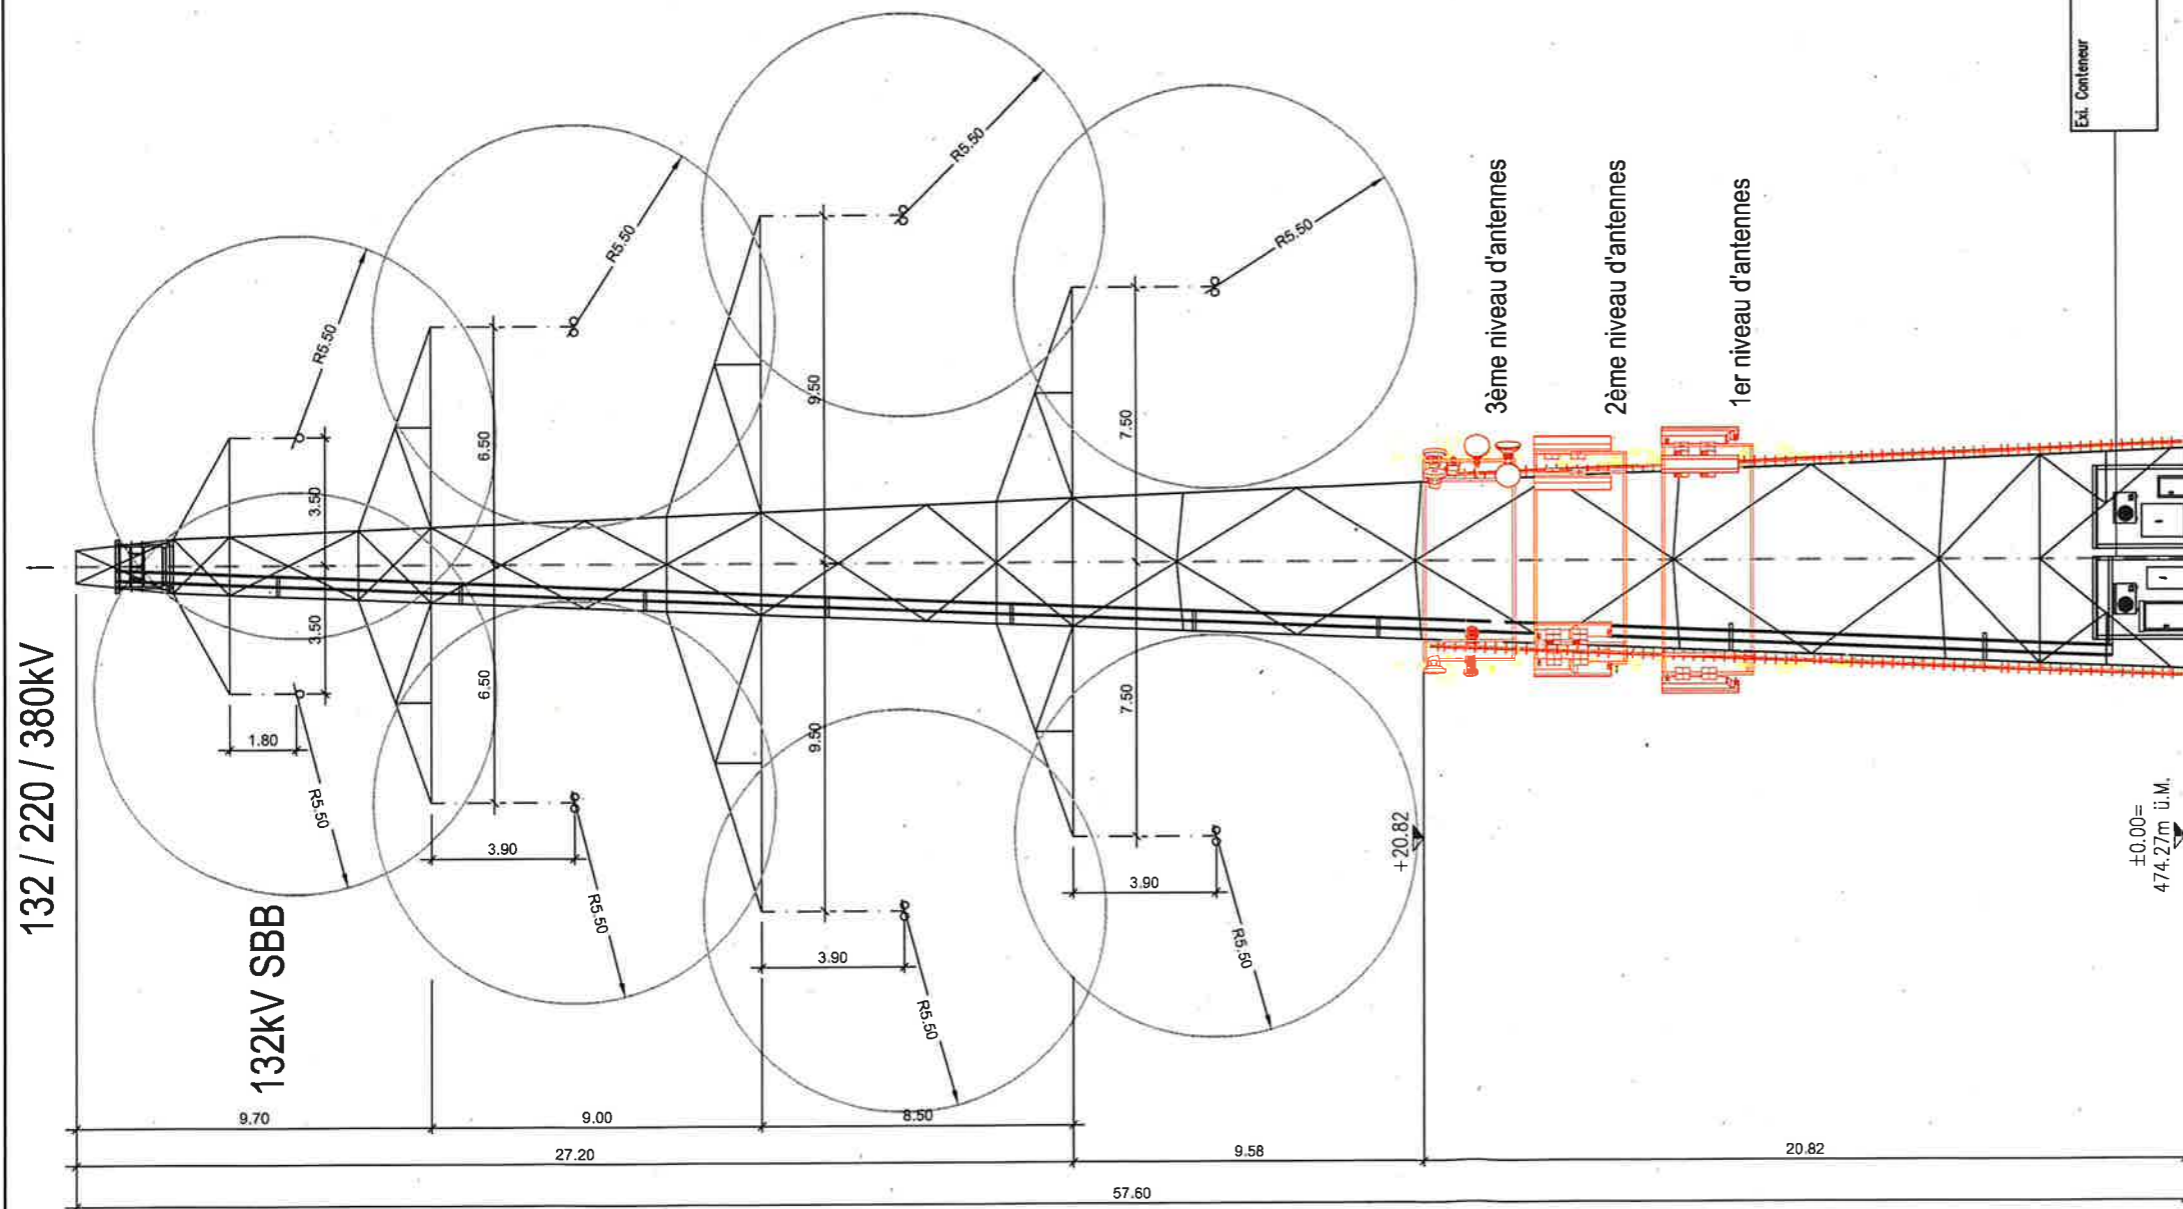 132 / 220 / 380kV
132kV SBB
R5.50
R5.50
R5.50
R5.50
3.50
3.50
1.80
R5.50
6.50
6.50
3.90
R5.50
9.50
9.50
3.90
R5.50
7.50
7.50
3.90
R5.50
3ème niveau d'antennes
2ème niveau d'antennes
1er niveau d'antennes
Exi. Conteneur
+20.82
±0.00=
474.27m ü.M.
9.70
9.00
8.50
27.20
9.58
20.82
57.60